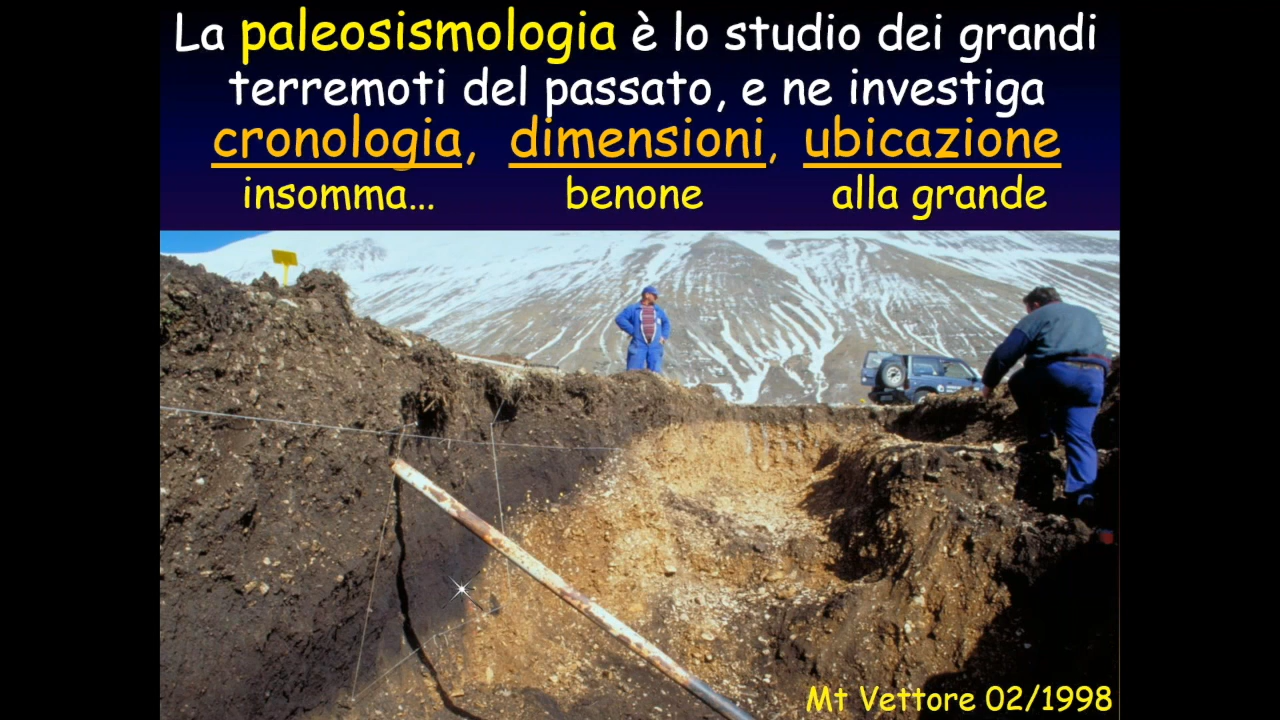 La paleosismologia è lo studio dei grandi
terremoti del passato, e ne investiga
cronologia, dimensioni, ubicazione
insomma... benone alla grande
Mt Vettore 02/1998